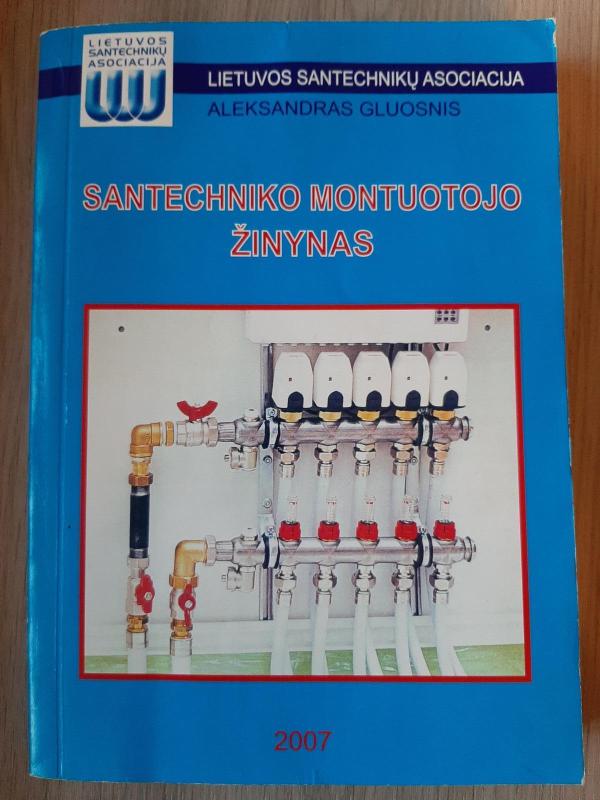 LIETUVOS
SANTECHNIKŲ
ASOCIACIJA
LIETUVOS SANTECHNIKŲ ASOCIACIJA
ALEKSANDRAS GLUOSNIS
SANTECHNIKO MONTUOTOJO
ŽINYNAS
2007